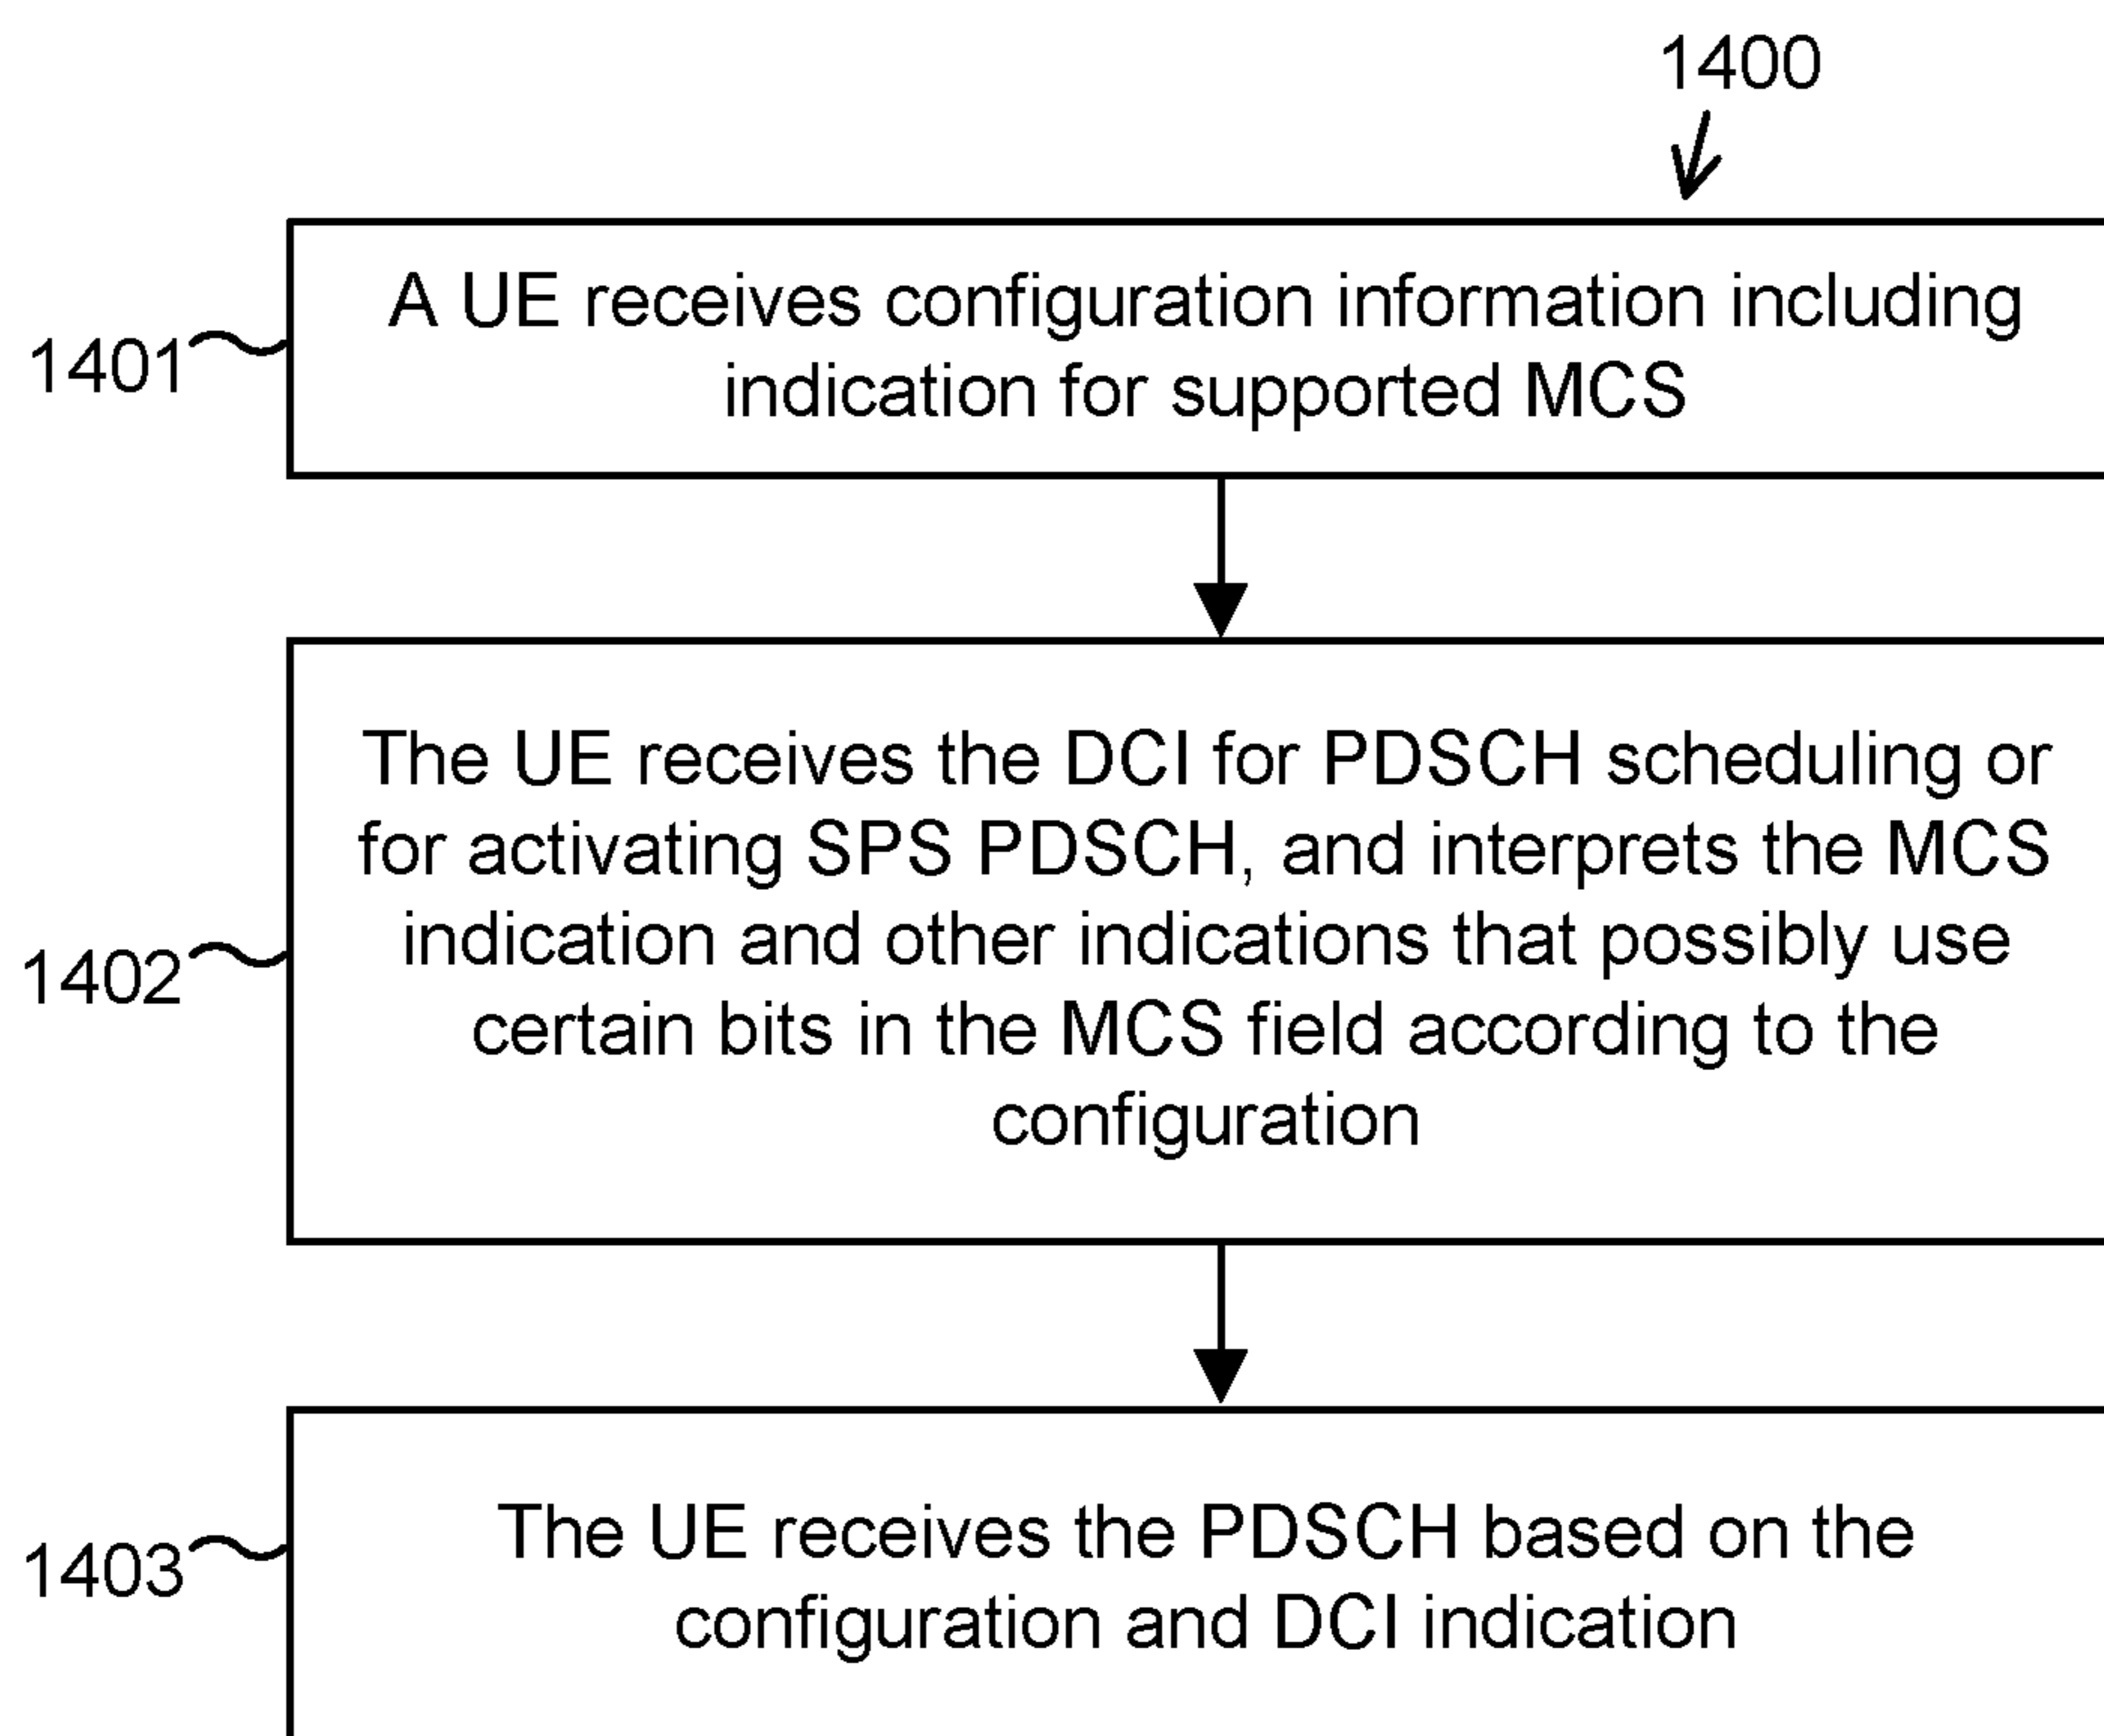 1400
A UE receives configuration information including
indication for supported MCS
1401
The UE receives the DCI for PDSCH scheduling or
for activating SPS PDSCH, and interprets the MCS
indication and other indications that possibly use
certain bits in the MCS field according to the
configuration
1402
The UE receives the PDSCH based on the
configuration and DCI indication
1403